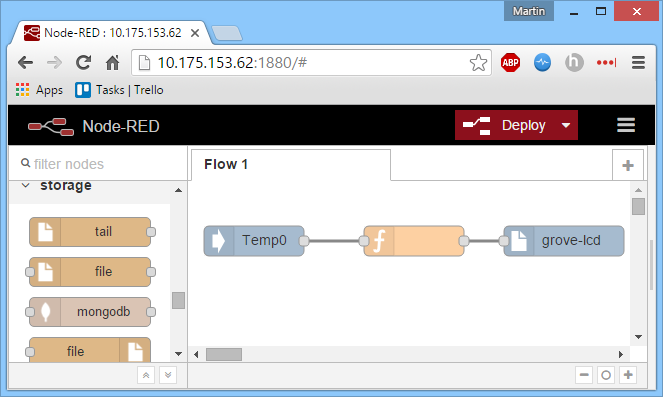 Martin
Node-RED : 10.175.153.62
10.175.153.62:1880/#
ABP
h
Apps
Tasks | Trello
Node-RED
Deploy
filter nodes
Flow 1
+
storage
tail
file
mongodb
file
Temp0
f
grove-lcd